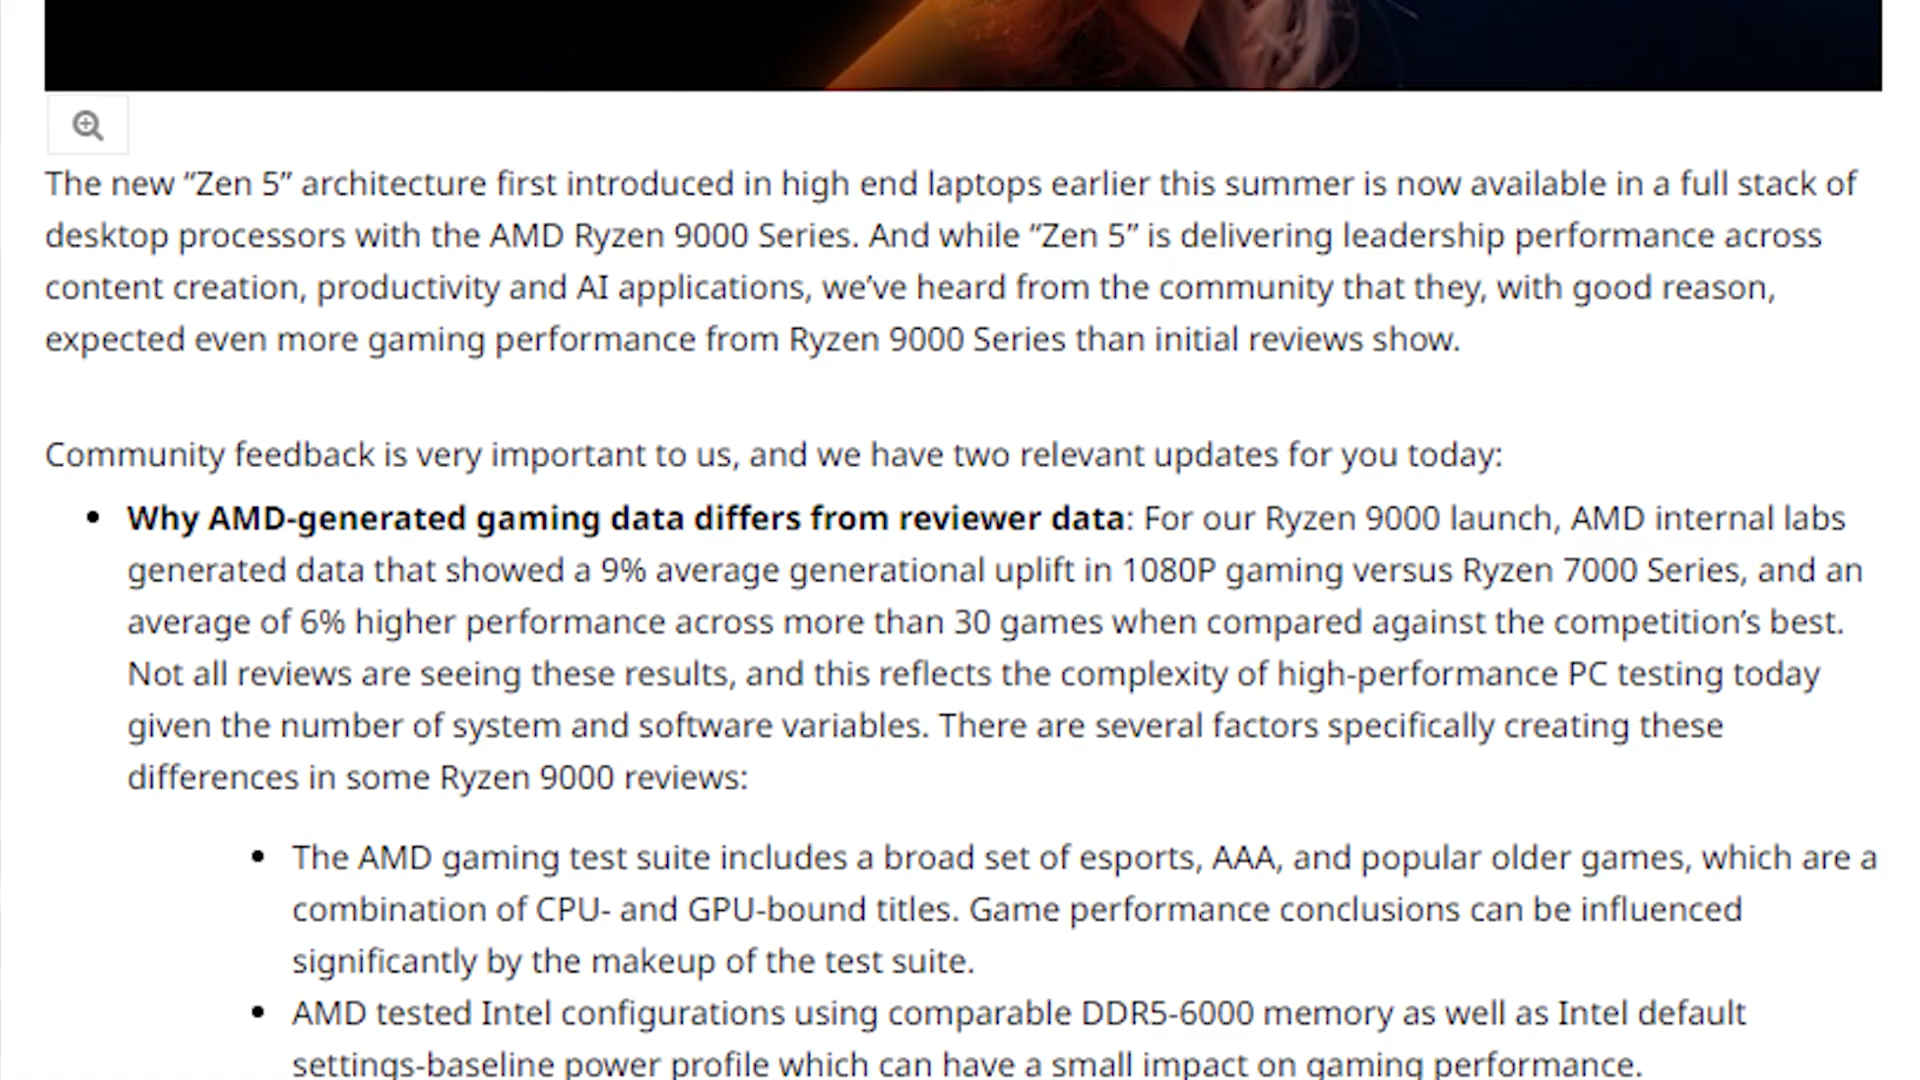 The new “Zen 5” architecture first introduced in high end laptops earlier this summer is now available in a full stack of
desktop processors with the AMD Ryzen 9000 Series. And while “Zen 5” is delivering leadership performance across
content creation, productivity and AI applications, we’ve heard from the community that they, with good reason,
expected even more gaming performance from Ryzen 9000 Series than initial reviews show.
Community feedback is very important to us, and we have two relevant updates for you today:
• Why AMD-generated gaming data differs from reviewer data: For our Ryzen 9000 launch, AMD internal labs
generated data that showed a 9% average generational uplift in 1080P gaming versus Ryzen 7000 Series, and an
average of 6% higher performance across more than 30 games when compared against the competition’s best.
Not all reviews are seeing these results, and this reflects the complexity of high-performance PC testing today
given the number of system and software variables. There are several factors specifically creating these
differences in some Ryzen 9000 reviews:
• The AMD gaming test suite includes a broad set of esports, AAA, and popular older games, which are a
combination of CPU- and GPU-bound titles. Game performance conclusions can be influenced
significantly by the makeup of the test suite.
• AMD tested Intel configurations using comparable DDR5-6000 memory as well as Intel default
settings-baseline power profile which can have a small impact on gaming performance.